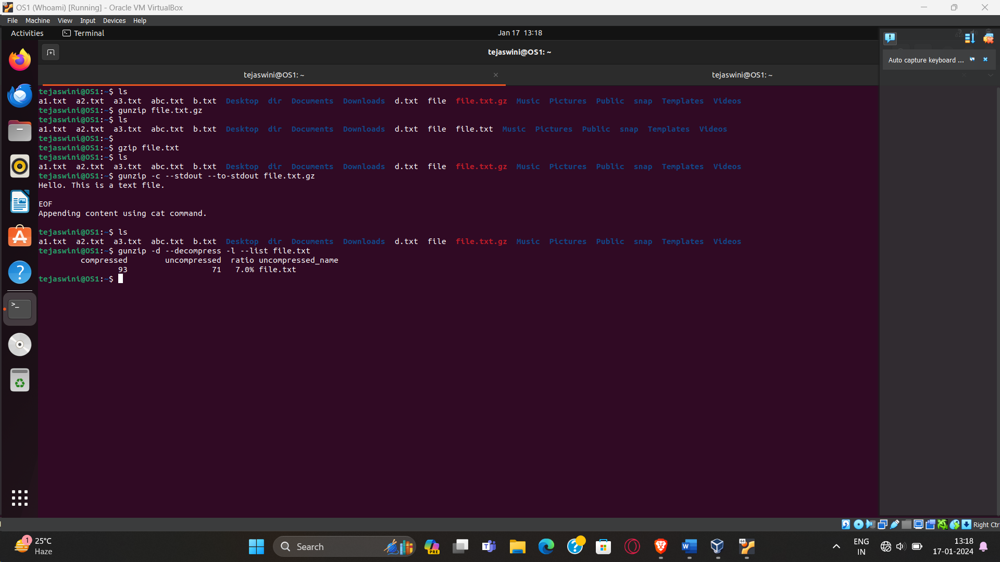 OS1 (Whoami) [Running] - Oracle VM VirtualBox
File Machine View Input Devices Help
Activities Terminal Jan 17 13:18
tejaswini@OS1: ~
Auto capture keyboard ...
tejaswini@OS1: ~ tejaswini@OS1: ~
tejaswini@OS1:~$ ls
a1.txt a2.txt a3.txt abc.txt b.txt Desktop dir Documents Downloads d.txt file file.txt.gz Music Pictures Public snap Templates Videos
tejaswini@OS1:~$ gunzip file.txt.gz
tejaswini@OS1:~$ ls
a1.txt a2.txt a3.txt abc.txt b.txt Desktop dir Documents Downloads d.txt file file.txt Music Pictures Public snap Templates Videos
tejaswini@OS1:~$
tejaswini@OS1:~$ gzip file.txt
tejaswini@OS1:~$ ls
a1.txt a2.txt a3.txt abc.txt b.txt Desktop dir Documents Downloads d.txt file file.txt.gz Music Pictures Public snap Templates Videos
tejaswini@OS1:~$ gunzip -c --stdout --to-stdout file.txt.gz
Hello. This is a text file.
EOF
Appending content using cat command.
tejaswini@OS1:~$ ls
a1.txt a2.txt a3.txt abc.txt b.txt Desktop dir Documents Downloads d.txt file file.txt.gz Music Pictures Public snap Templates Videos
tejaswini@OS1:~$ gunzip -d --decompress -l --list file.txt
compressed uncompressed ratio uncompressed_name
93 71 7.0% file.txt
tejaswini@OS1:~$
Right Ctr
1 25°C
Haze
Search
PRE
64
ENG
IN
13:18
17-01-2024